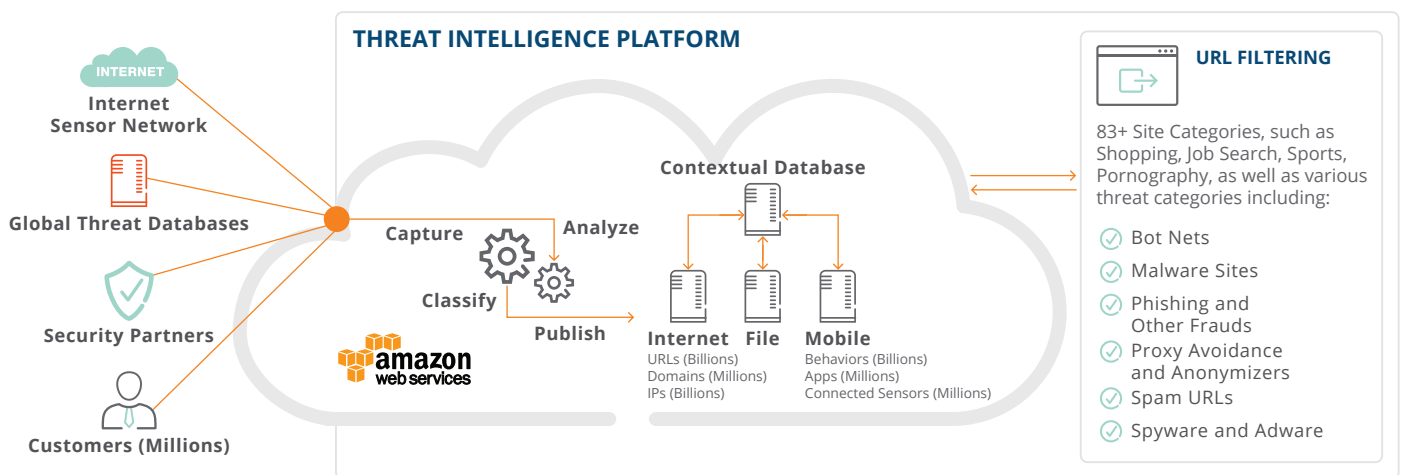 THREAT INTELLIGENCE PLATFORM
INTERNET
Internet
Sensor Network
Global Threat Databases
Security Partners
Customers (Millions)
Capture
Analyze
Classify
Publish
amazon
web services
Contextual Database
Internet
URLs (Billions)
Domains (Millions)
IPs (Billions)
File
Mobile
Behaviors (Billions)
Apps (Millions)
Connected Sensors (Millions)
URL FILTERING
83+ Site Categories, such as
Shopping, Job Search, Sports,
Pornography, as well as various
threat categories including:
Bot Nets
Malware Sites
Phishing and
Other Frauds
Proxy Avoidance
and Anonymizers
Spam URLs
Spyware and Adware